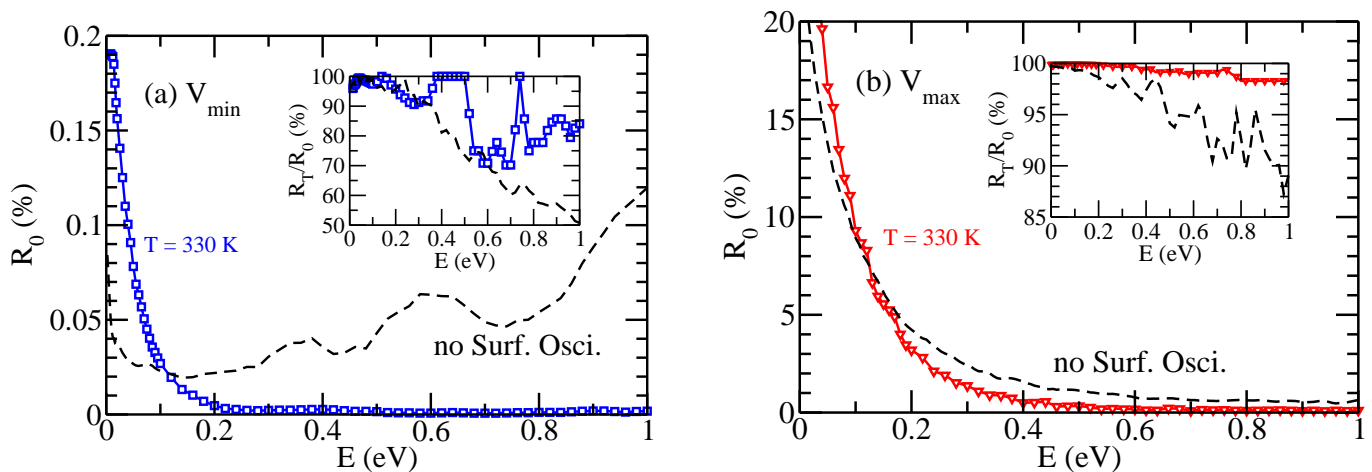 (a) V_min
R_0 (%)
0.2
0.15
0.1
0.05
0
T = 330 K
no Surf. Osci.
0 0.2 0.4 0.6 0.8 1
E (eV)
R_T/R_0 (%)
100
90
80
70
60
50
0 0.2 0.4 0.6 0.8 1
E (eV)
(b) V_max
R_0 (%)
20
15
10
5
0
T = 330 K
no Surf. Osci.
0 0.2 0.4 0.6 0.8 1
E (eV)
R_T/R_0 (%)
100
95
90
85
0 0.2 0.4 0.6 0.8 1
E (eV)